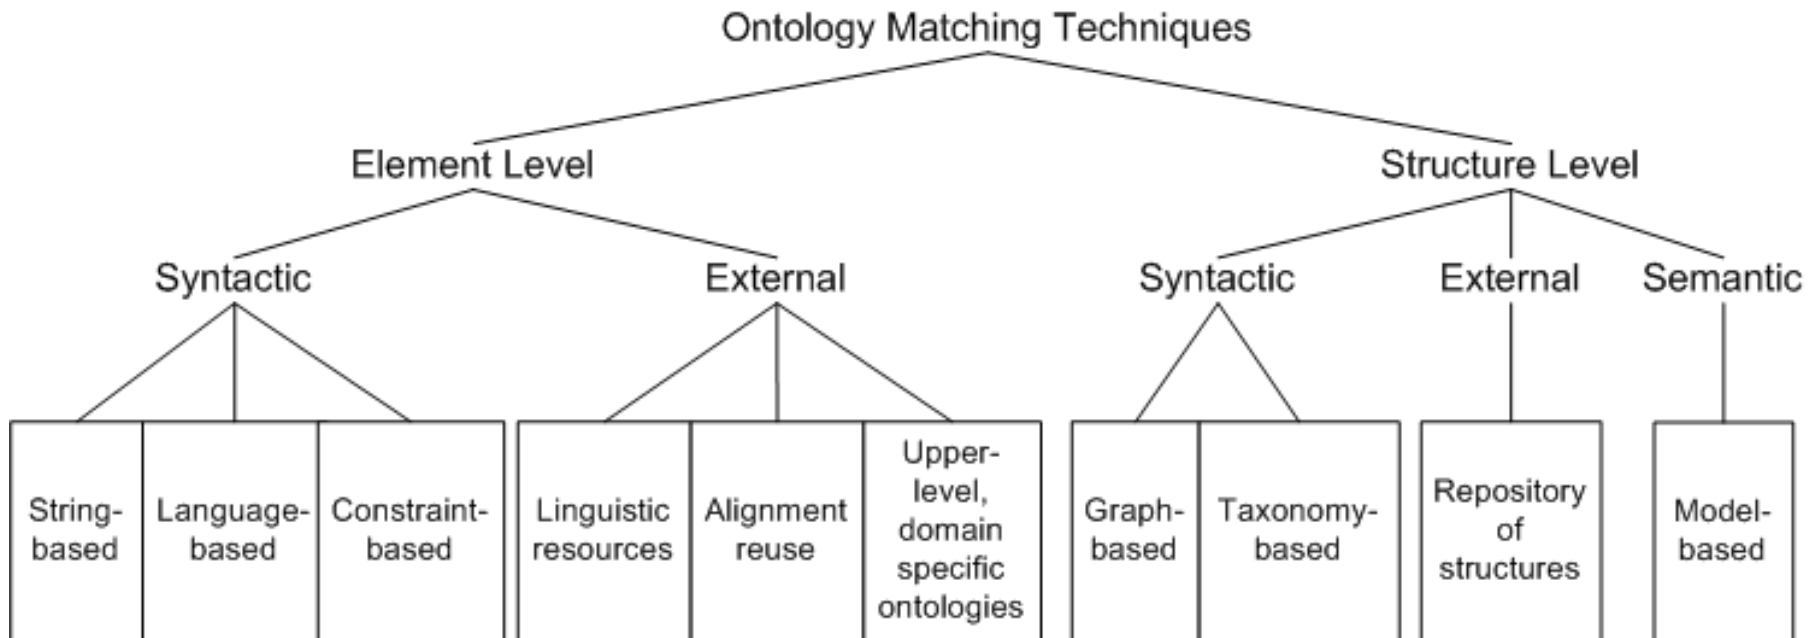 Ontology Matching Techniques
Element Level
Structure Level
Syntactic
External
Syntactic
External
Semantic
String-
based
Language-
based
Constraint-
based
Linguistic
resources
Alignment
reuse
Upper-
level,
domain
specific
ontologies
Graph-
based
Taxonomy-
based
Repository
of
structures
Model-
based